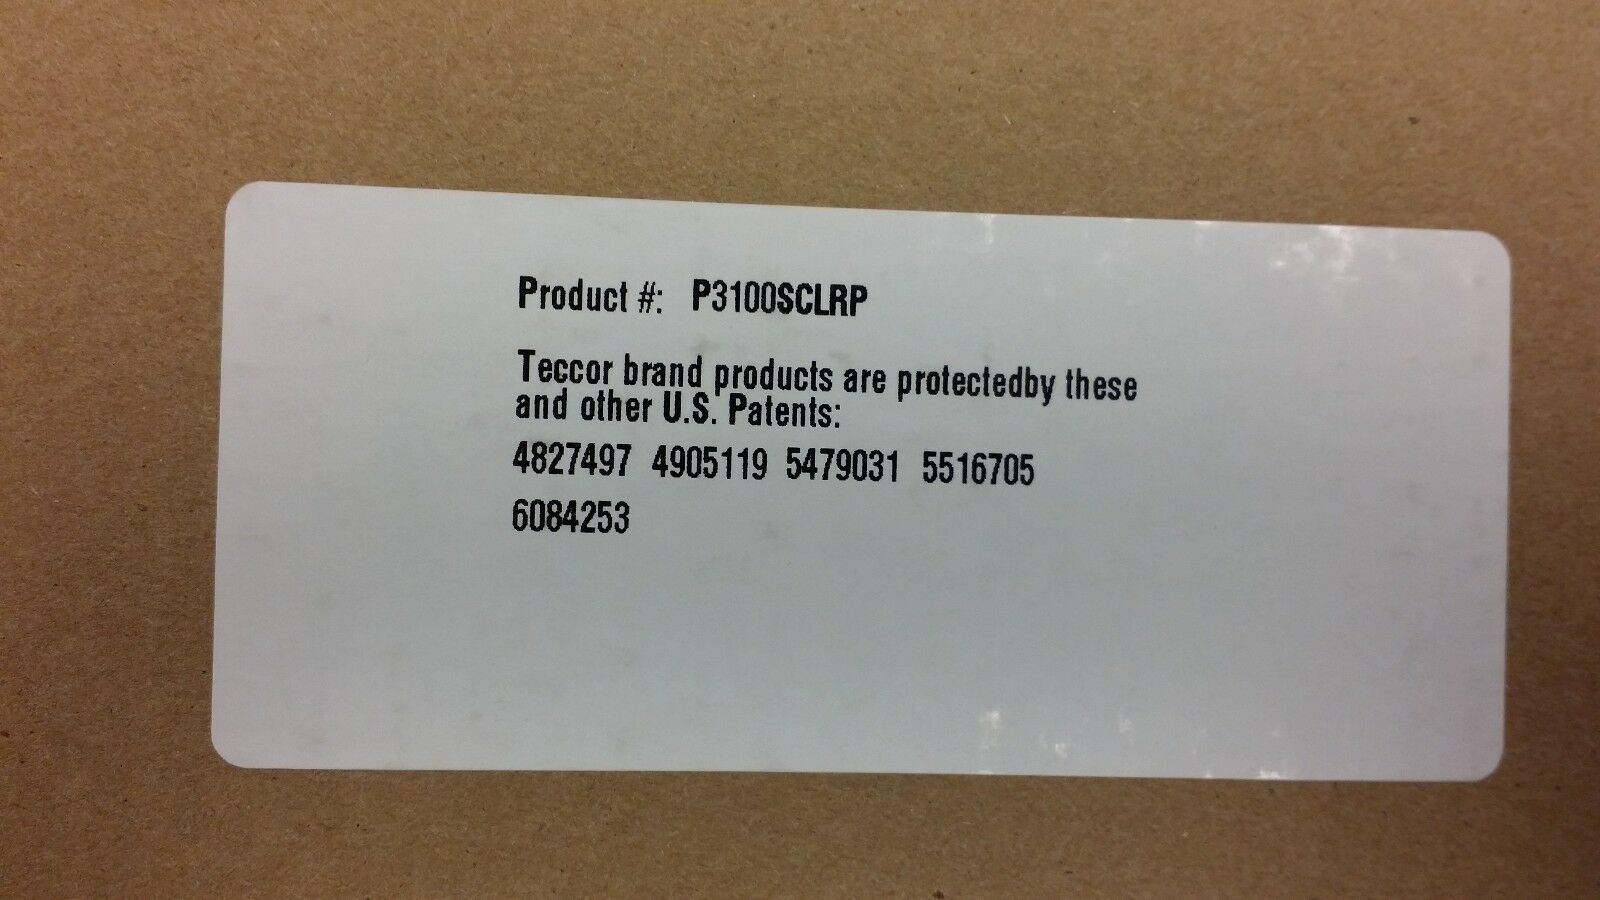 Product #: P3100SCLRP
Teccor brand products are protectedby these
and other U.S. Patents:
4827497 4905119 5479031 5516705
6084253